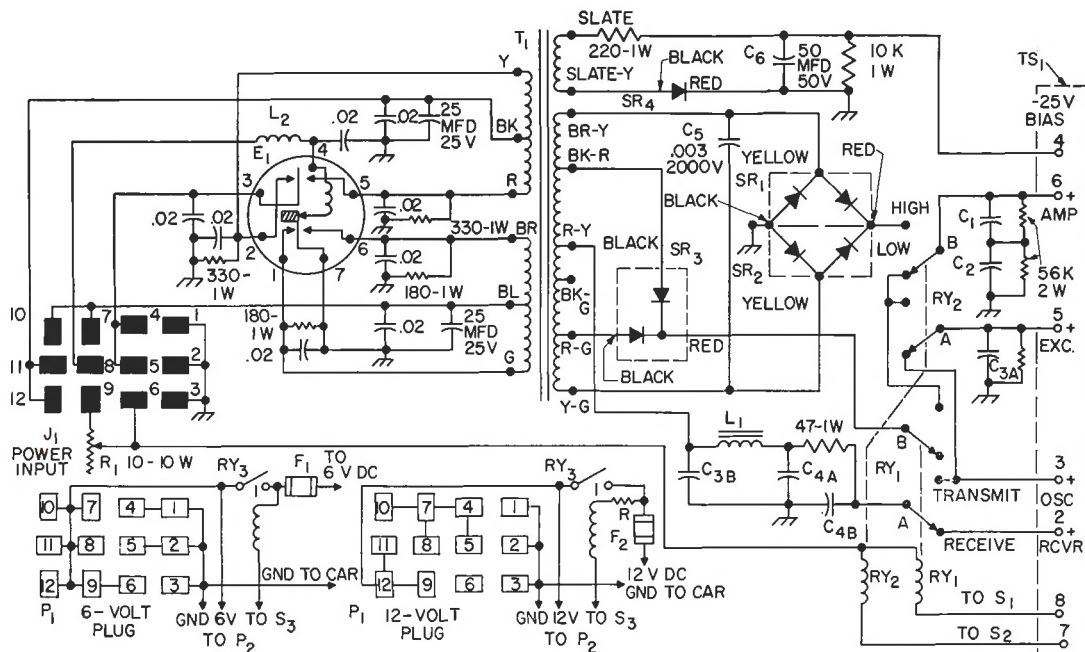 SLATE
T1
220-1W
BLACK
C6
50
MFD
50V
10 K
1 W
TS1
-25V
BIAS
4
Y
SLATE-Y
RED
SR4
L2
.02
.02
25
MFD
25V
BK
BR-Y
C5
.003
2000V
YELLOW
RED
BK-R
SR1
BLACK
HIGH
LOW
6
+
AMP
C1
C2
56K
2 W
B
RY2
E1
4
3
5
R
.02
.02
.02
330-1W
BR
2
6
330-
1W
1
7
.02
180-1W
R-Y
BLACK
SR3
SR2
YELLOW
BK-
G
A
5
+
EXC.
C3A
10
7
4
1
180-
1W
.02
BL
.02
25
MFD
25V
G
R-G
RED
BLACK
Y-G
11
8
5
2
12
9
6
3
J1
POWER
INPUT
R1 10-10W
L1
47-1W
C3B
C4A
C4B
B
RY1
TRANSMIT
A
RECEIVE
3
+
OSC
2
+
RCVR
RY3
F1
TO
6 V DC
10
7
4
1
11
8
5
2
12
9
6
3
P1
6-VOLT
PLUG
GND TO CAR
GND 6V TO S3
TO P2
RY3
R
F2
12 V DC
GND TO CAR
10
7
4
1
11
8
5
2
12
9
6
3
P1
12-VOLT
PLUG
GND 12V TO S3
TO P2
RY2
RY1
TO S1
8
TO S2
7